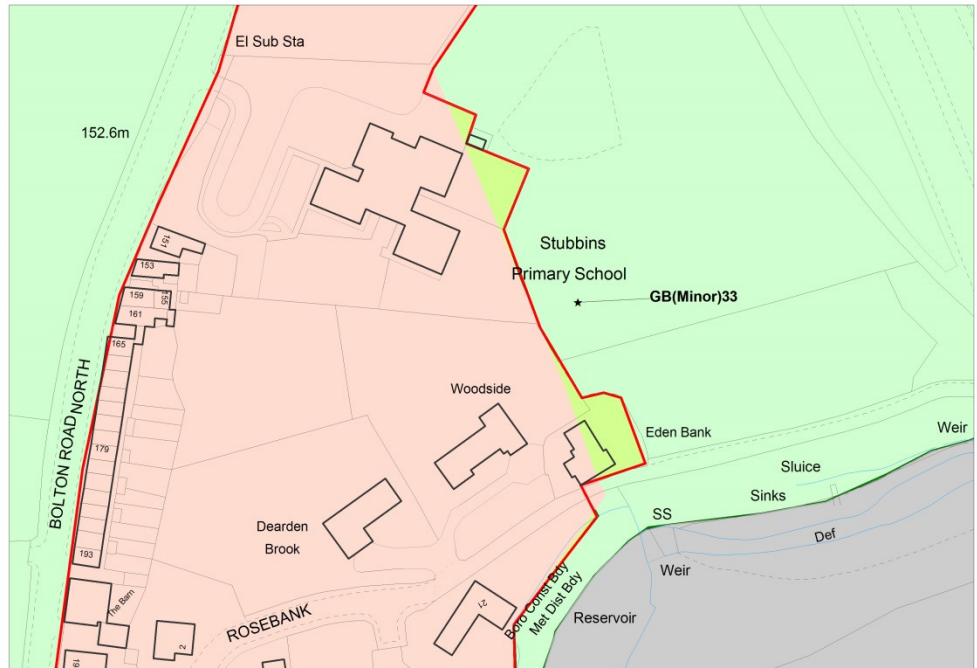 El Sub Sta
152.6m
Stubbins
Primary School
GB(Minor)33
151
153
159
155
161
165
BOLTON ROAD NORTH
Woodside
Eden Bank
Weir
179
Sluice
Sinks
SS
Def
Dearden
Brook
Weir
193
Boro Const Bdy
Met Dist Bdy
The Barn
21
Reservoir
ROSEBANK
2